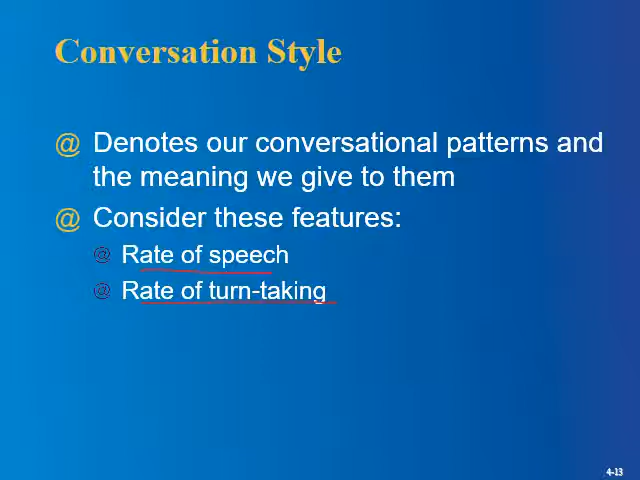 Conversation Style
@ Denotes our conversational patterns and
the meaning we give to them
@ Consider these features:
@ Rate of speech
@ Rate of turn-taking
4-13